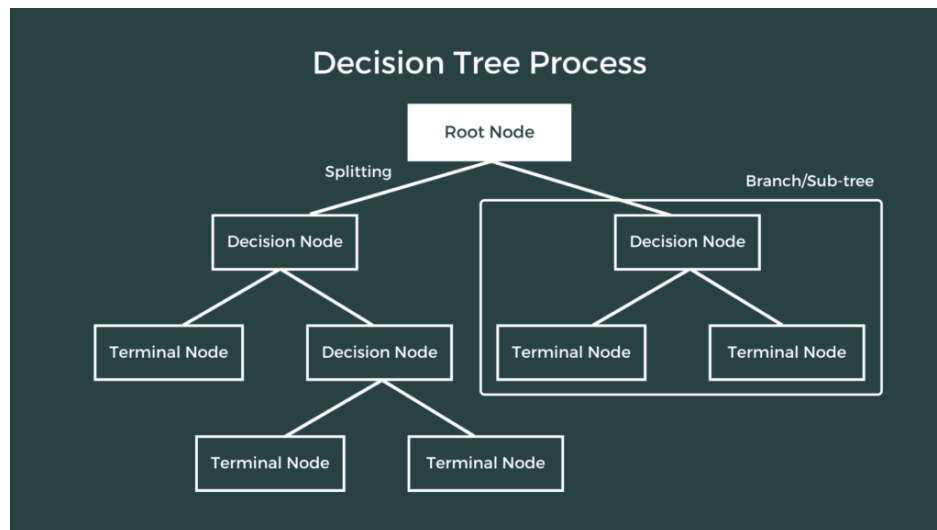 Decision Tree Process
Root Node
Splitting
Branch/Sub-tree
Decision Node
Decision Node
Terminal Node
Decision Node
Terminal Node
Terminal Node
Terminal Node
Terminal Node